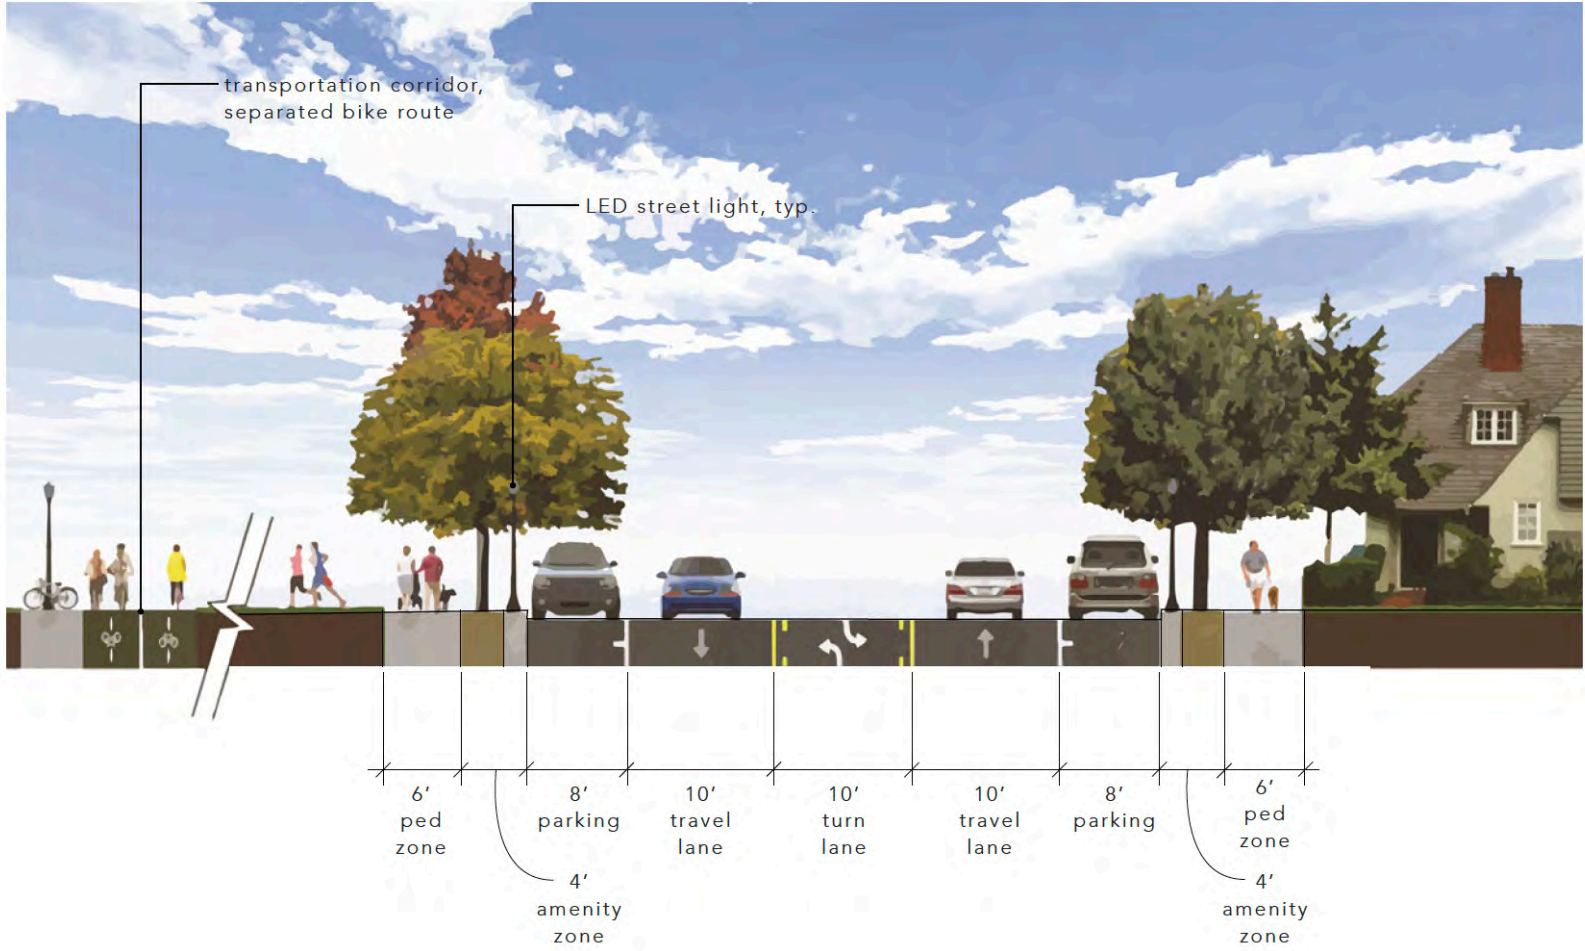 transportation corridor,
separated bike route
LED street light, typ.
6’
ped
zone
4’
amenity
zone
8’
parking
10’
travel
lane
10’
turn
lane
10’
travel
lane
8’
parking
4’
amenity
zone
6’
ped
zone